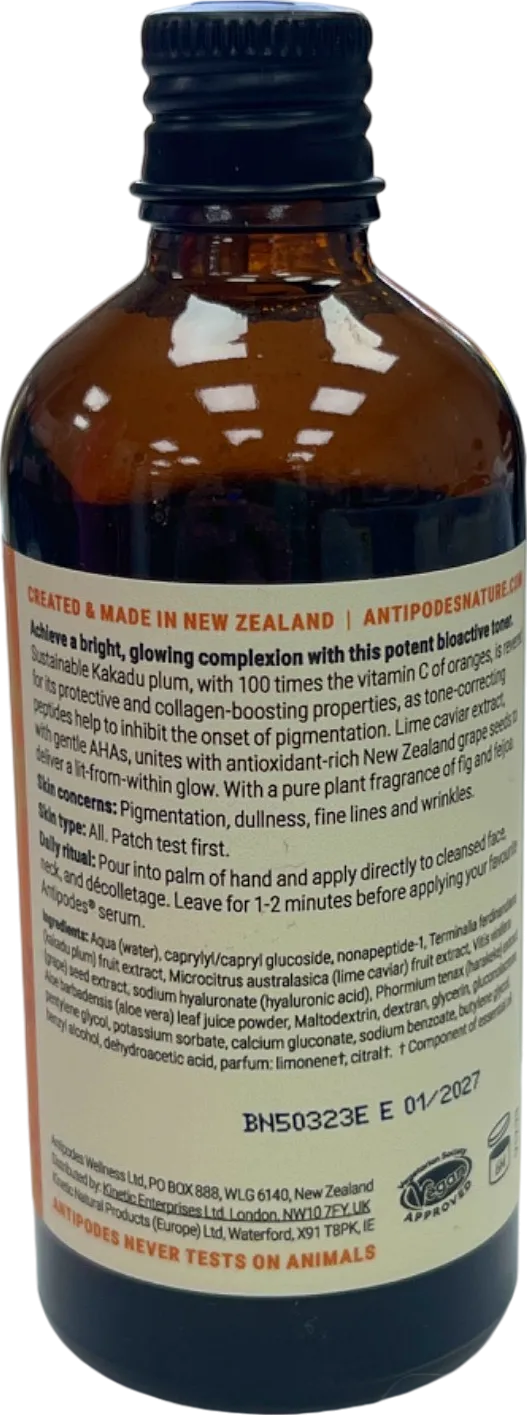 CREATED & MADE IN NEW ZEALAND | ANTIPODESNATURE.COM
Achieve a bright, glowing complexion with this potent bioactive toner.
Sustainable Kakadu plum, with 100 times the vitamin C of oranges, is revered
for its protective and collagen-boosting properties, as tone-correcting
peptides help to inhibit the onset of pigmentation. Lime caviar extract,
with gentle AHAs, unites with antioxidant-rich New Zealand grape seeds to
deliver a lit-from-within glow. With a pure plant fragrance of fig and feijoa.
Skin concerns: Pigmentation, dullness, fine lines and wrinkles.
Skin type: All. Patch test first.
Daily ritual: Pour into palm of hand and apply directly to cleansed face,
neck, and décolletage. Leave for 1-2 minutes before applying your favourite
Antipodes® serum.
Ingredients: Aqua (water), caprylyl/capryl glucoside, nonapeptide-1, Terminalia ferdinandiana
(kakadu plum) fruit extract, Microcitrus australasica (lime caviar) fruit extract, Vitis vinifera
(grape) seed extract, sodium hyaluronate (hyaluronic acid), Phormium tenax (harakeke)
Aloe barbadensis (aloe vera) leaf juice powder, Maltodextrin, dextran, glycerin,
pentylene glycol, potassium sorbate, calcium gluconate, sodium benzoate, butylene glycol,
benzyl alcohol, dehydroacetic acid, parfum: limonene†, citral†. † Component of essential oil
BN50323E E 01/2027
Antipodes Wellness Ltd, PO BOX 888, WLG 6140, New Zealand
Distributed by: Kinetic Enterprises Ltd, London, NW10 7FY, UK
Kinetic Natural Products (Europe) Ltd, Waterford, X91 T8PK, IE
Vegetarian Society
Vegan
APPROVED
ANTIPODES NEVER TESTS ON ANIMALS